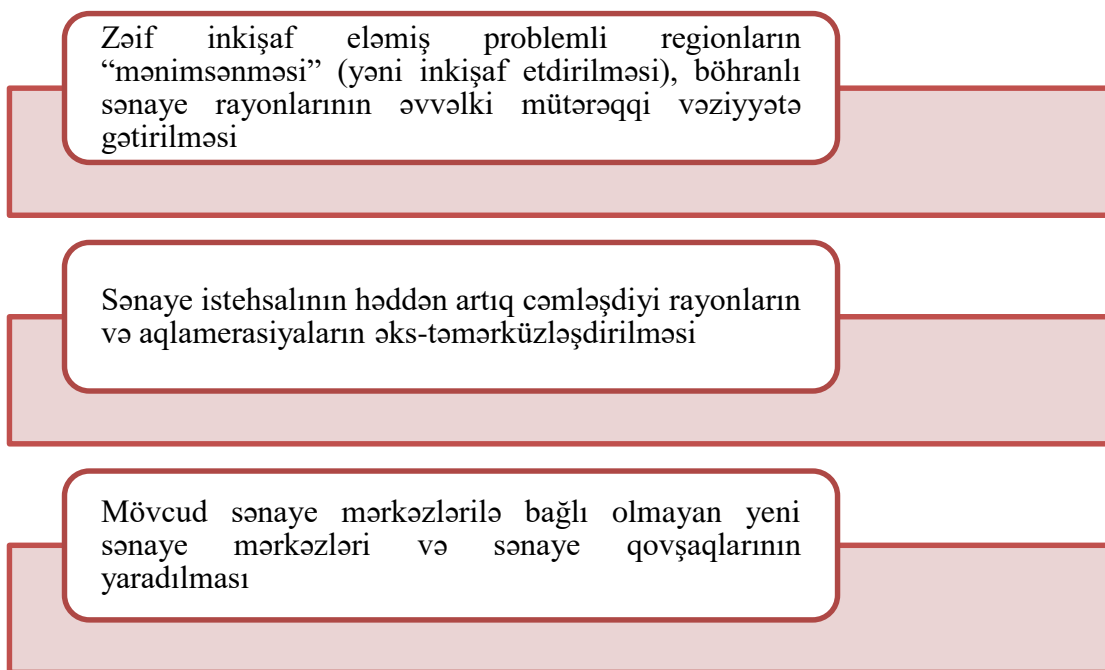 Zəif inkişaf eləmiş problemli regionların
“mənimsənməsi” (yəni inkişaf etdirilməsi), böhranlı
sənaye rayonlarının əvvəlki mütərəqqi vəziyyətə
gətirilməsi
Sənaye istehsalının həddən artıq cəmləşdiyi rayonların
və aqlamerasiyaların əks-təmərküzləşdirilməsi
Mövcud sənaye mərkəzlərilə bağlı olmayan yeni
sənaye mərkəzləri və sənaye qovşaqlarının
yaradılması